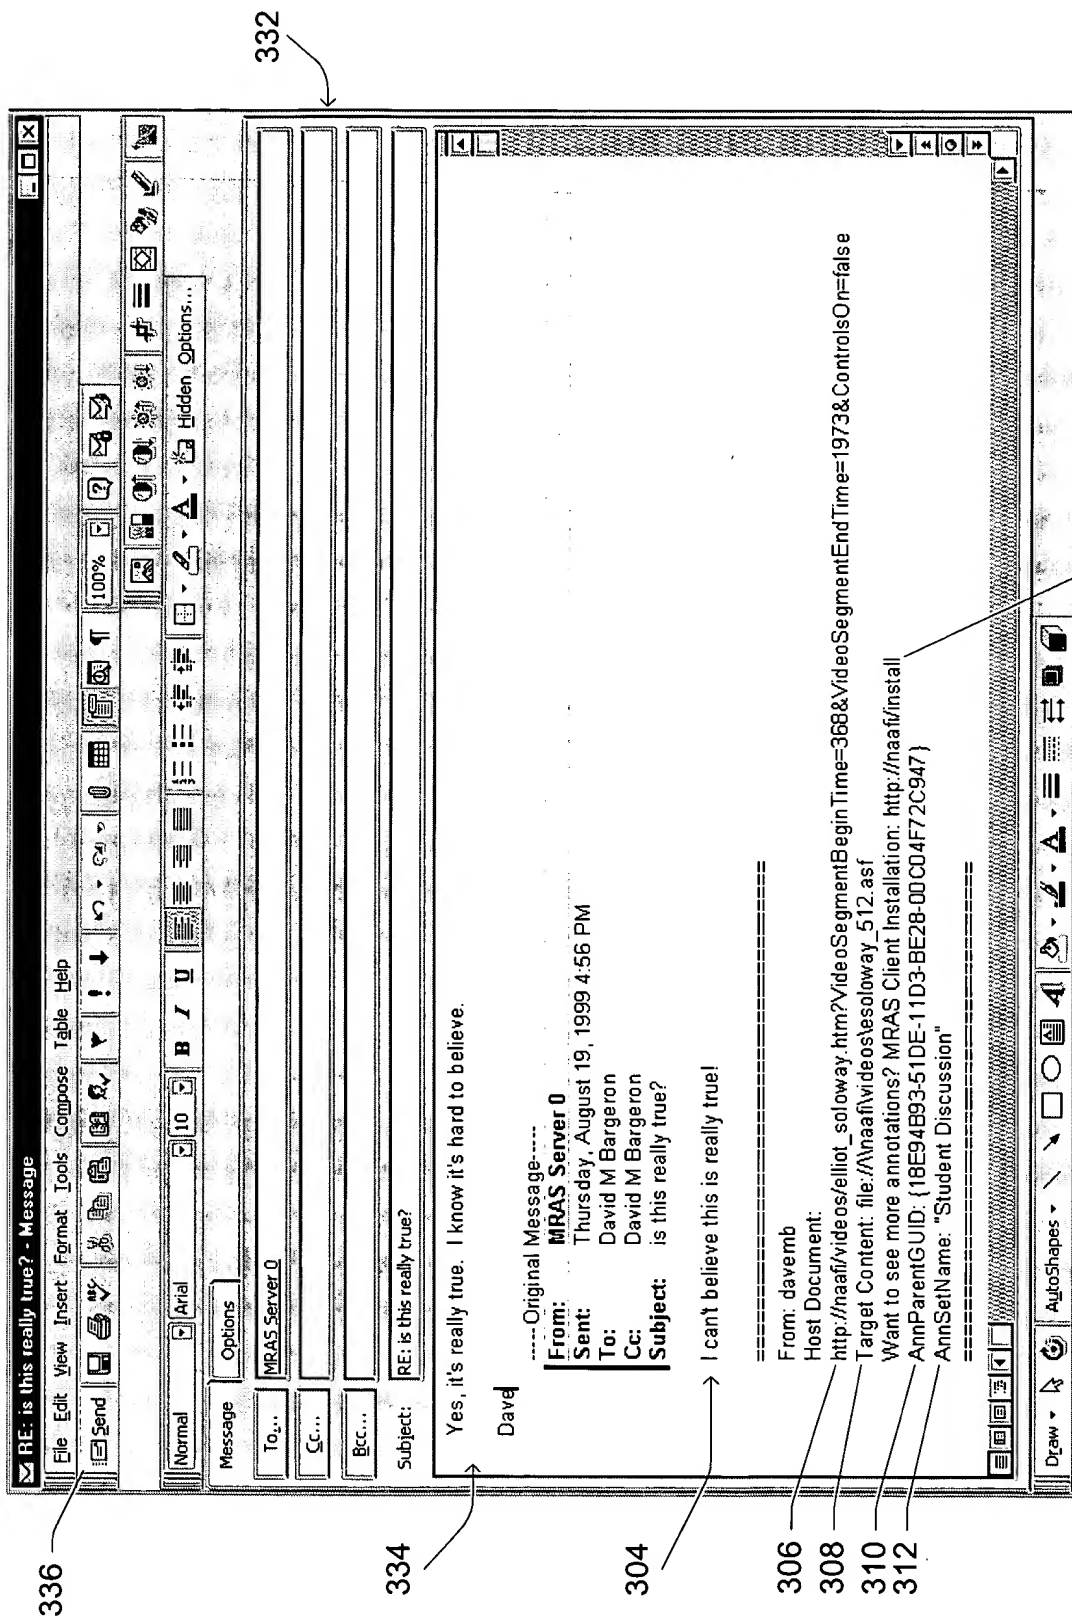 RE: is this really true? - Message
File Edit View Insert Format Tools Compose Table Help
Send 100%
Normal Arial 10 B I U A Hidden Options...
Message Options
To... MRAS Server 0
Cc...
Bcc...
Subject: RE: is this really true?
Yes, it's really true. I know it's hard to believe.
Dave
-----Original Message-----
From: MRAS Server 0
Sent: Thursday, August 19, 1999 4:56 PM
To: David M Bargeron
Cc: David M Bargeron
Subject: Is this really true?
I can't believe this is really true!
From: davemb
Host Document:
http://naafi/videos/elliot_soloway.htm?VideoSegmentBeginTime=368&VideoSegmentEndTime=1973&ControlsOn=false
Target Content: file://\\naafi\videos\esoloway_512.asf
Want to see more annotations? MRAS Client Installation: http://naafi/install
AnnParentGUID: {1BE94B93-51DE-11D3-BE2B-00C04F72C947}
AnnSetName: "Student Discussion"
Draw AutoShapes A A
336
332
334
304
306
308
310
312